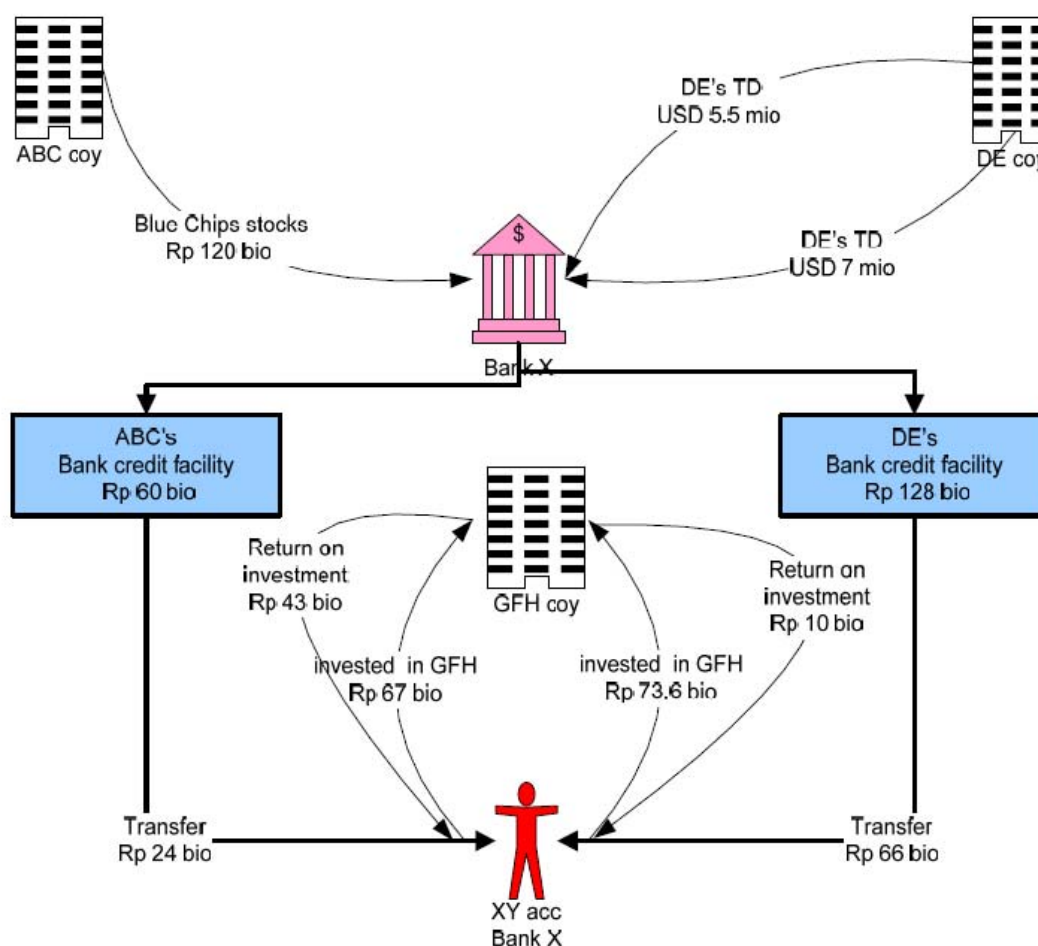 ABC coy
DE's TD
USD 5.5 mio
DE coy
Blue Chips stocks
Rp 120 bio
DE's TD
USD 7 mio
$
Bank X
ABC's
Bank credit facility
Rp 60 bio
DE's
Bank credit facility
Rp 128 bio
Return on
investment
Rp 43 bio
GFH coy
Return on
investment
Rp 10 bio
invested in GFH
Rp 67 bio
invested in GFH
Rp 73.6 bio
Transfer
Rp 24 bio
Transfer
Rp 66 bio
XY acc
Bank X